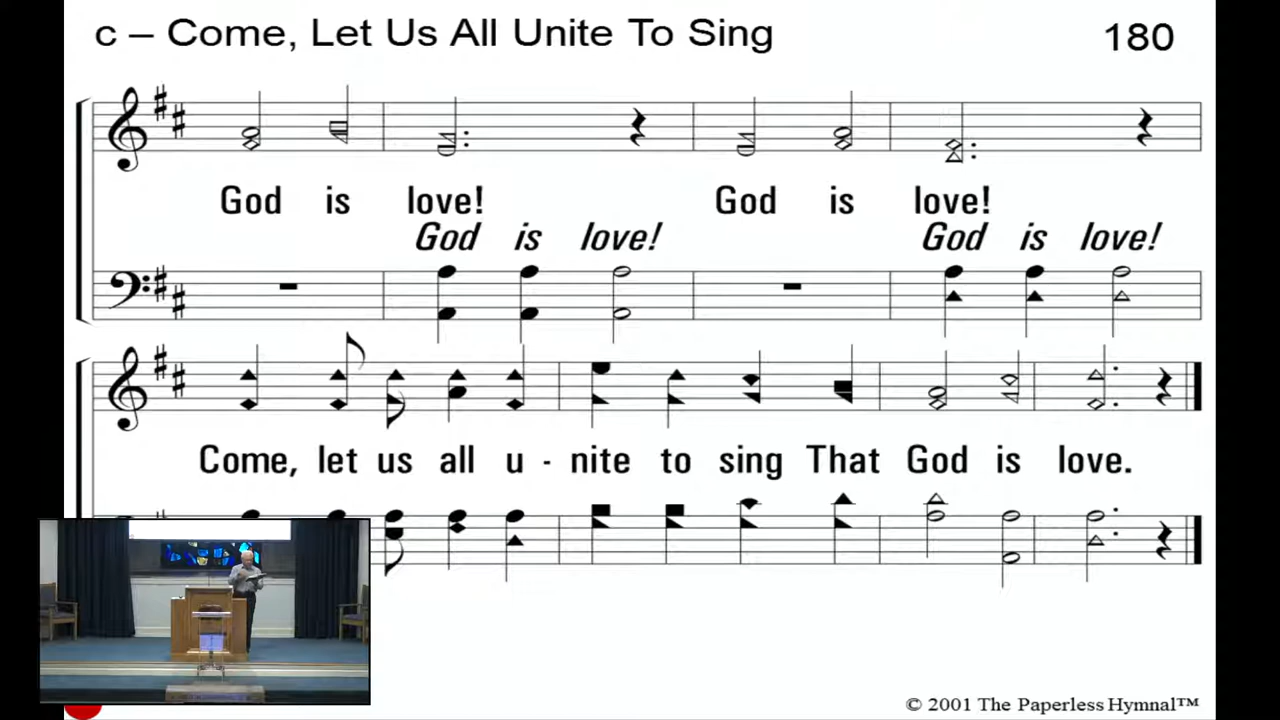 c – Come, Let Us All Unite To Sing
180
God is love! God is love!
God is love! God is love!
Come, let us all u - nite to sing That God is love.
© 2001 The Paperless Hymnal™